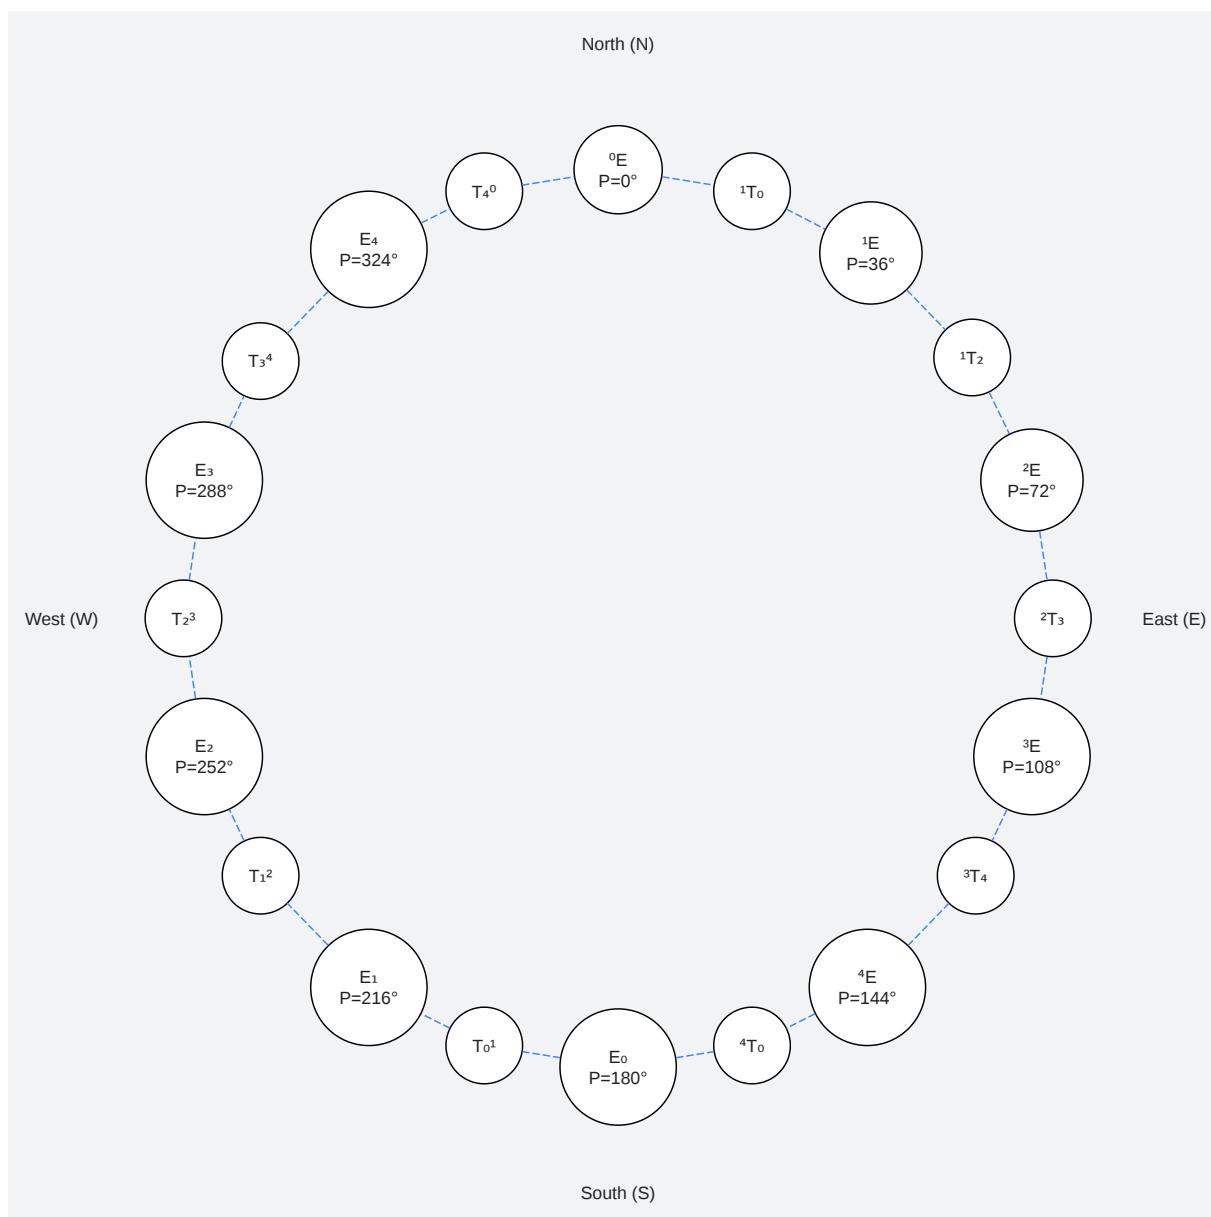 North (N)
⁰E
P=0°
T₄⁰
¹T₀
E₄
P=324°
¹E
P=36°
T₃⁴
¹T₂
E₃
P=288°
²E
P=72°
West (W)
T₂³
²T₃
East (E)
E₂
P=252°
³E
P=108°
T₁²
³T₄
E₁
P=216°
⁴E
P=144°
T₀¹
E₀
P=180°
⁴T₀
South (S)